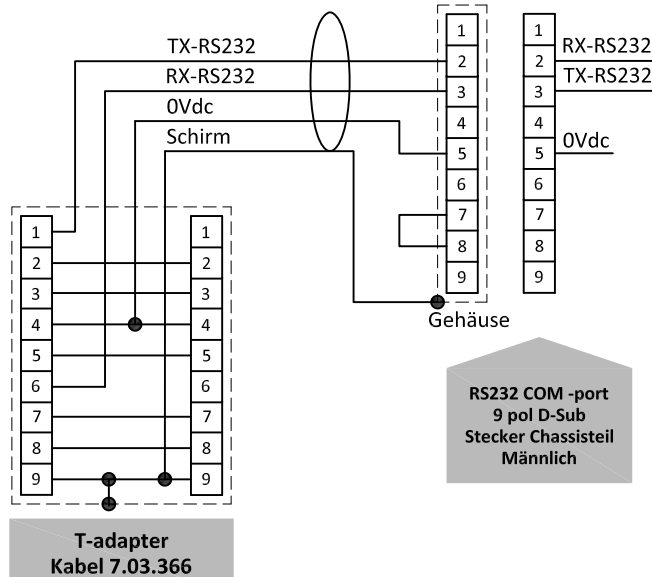 TX-RS232
RX-RS232
0Vdc
Schirm
1
2
3
4
5
6
7
8
9
1
2
3
4
5
6
7
8
9
RX-RS232
TX-RS232
0Vdc
Gehäuse
1
2
3
4
5
6
7
8
9
1
2
3
4
5
6
7
8
9
RS232 COM -port
9 pol D-Sub
Stecker Chassisteil
Männlich
T-adapter
Kabel 7.03.366